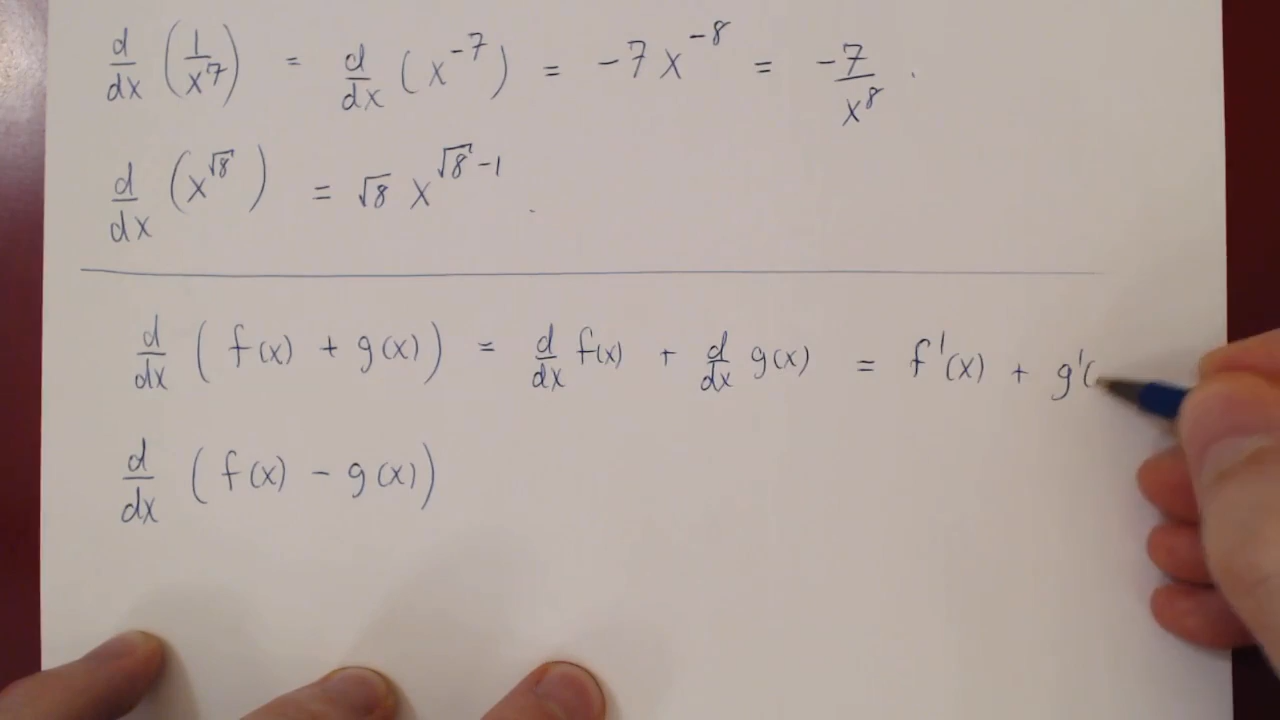 d/dx (1/x^7) = d/dx (x^-7) = -7x^-8 = -7/x^8 .
d/dx (x^√8) = √8 x^(√8-1) .
d/dx (f(x) + g(x)) = d/dx f(x) + d/dx g(x) = f'(x) + g'(
d/dx (f(x) - g(x))